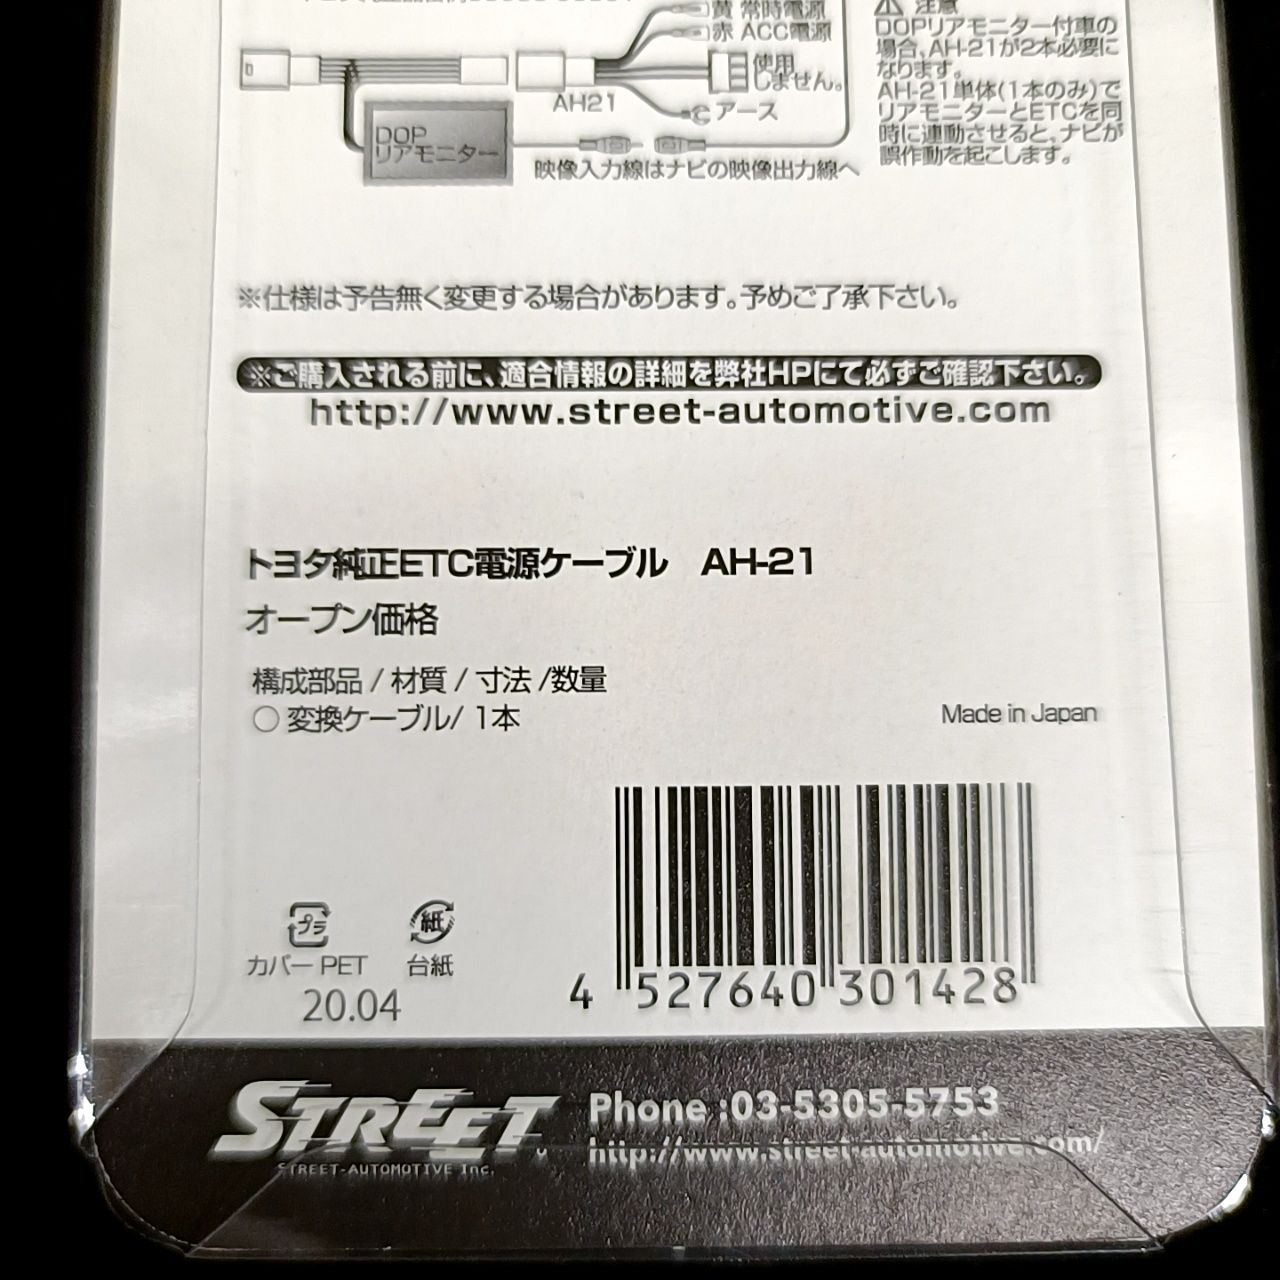 黄 常時電源
赤 ACC電源
使用
しません。
AH21
アース
DOP
リアモニター
映像入力線はナビの映像出力線へ
注意
DOPリアモニター付車の
場合、AH-21が2本必要に
なります。
AH-21単体(1本のみ)で
リアモニターとETCを同
時に連動させると、ナビが
誤作動を起こします。
※仕様は予告無く変更する場合があります。予めご了承下さい。
※ご購入される前に、適合情報の詳細を弊社HPにて必ずご確認下さい。
http://www.street-automotive.com
トヨタ純正ETC電源ケーブル AH-21
オープン価格
構成部品 / 材質 / 寸法 /数量
○ 変換ケーブル/ 1本
Made in Japan
プラ
紙
カバー PET
台紙
20.04
4 527640 301428
STREET
STREET-AUTOMOTIVE Inc.
Phone :03-5305-5753
http://www.street-automotive.com/